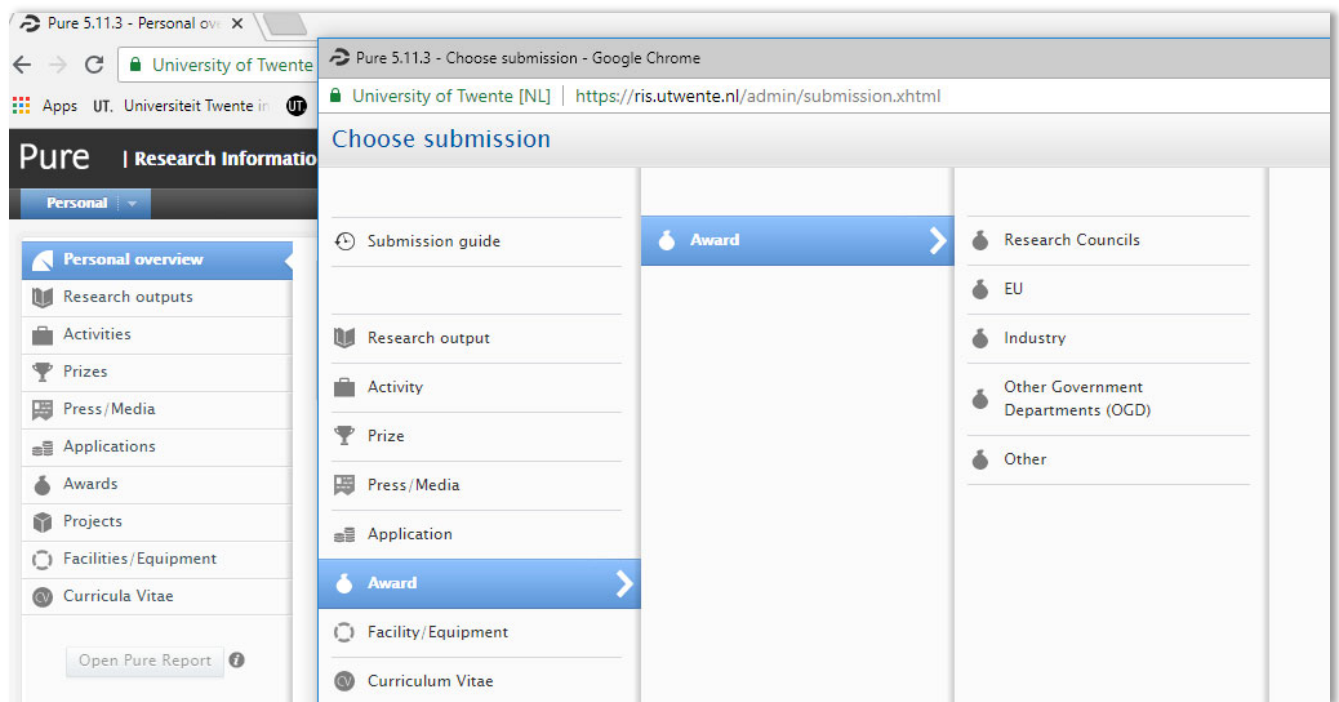 Pure 5.11.3 - Personal ov
University of Twente
Apps UT. Universiteit Twente in UT.
Pure | Research Informatio
Personal
Personal overview
Research outputs
Activities
Prizes
Press/Media
Applications
Awards
Projects
Facilities/Equipment
Curricula Vitae
Open Pure Report
Pure 5.11.3 - Choose submission - Google Chrome
University of Twente [NL] | https://ris.utwente.nl/admin/submission.xhtml
Choose submission
Submission guide
Research output
Activity
Prize
Press/Media
Application
Award
Facility/Equipment
CV Curriculum Vitae
Award
Research Councils
EU
Industry
Other Government
Departments (OGD)
Other